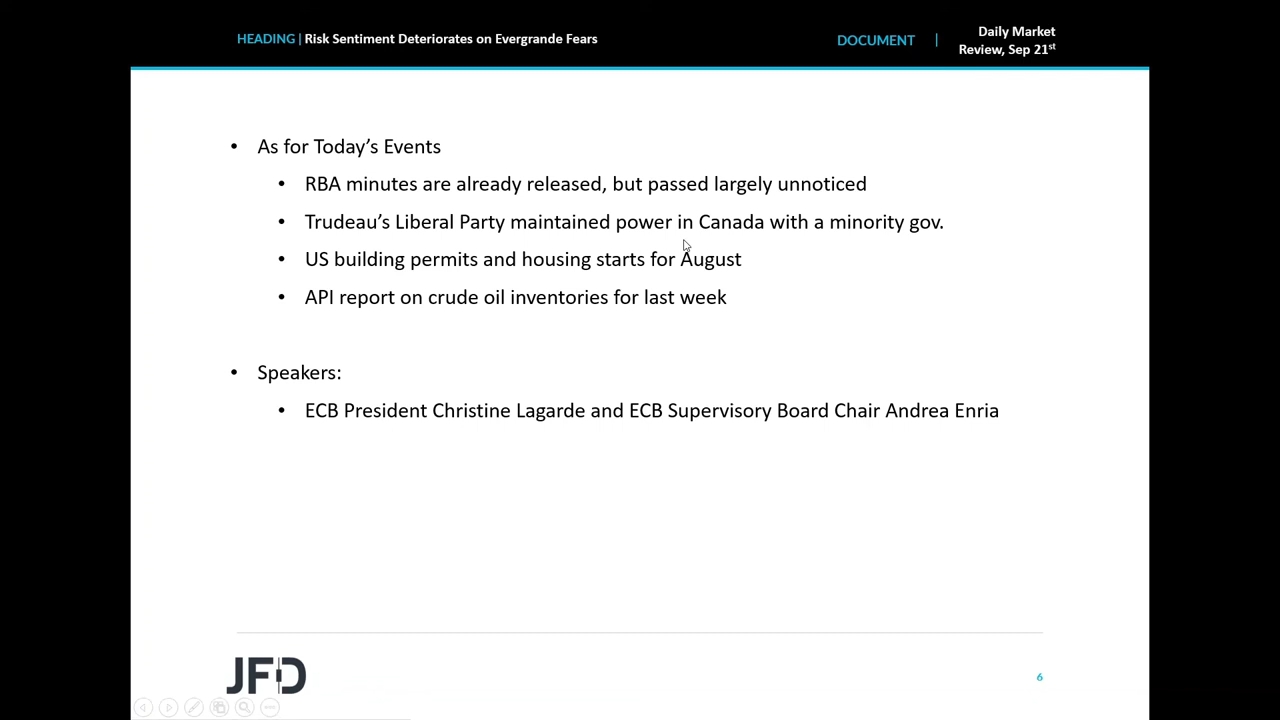 HEADING | Risk Sentiment Deteriorates on Evergrande Fears
DOCUMENT |
Daily Market
Review, Sep 21st
• As for Today’s Events
• RBA minutes are already released, but passed largely unnoticed
• Trudeau’s Liberal Party maintained power in Canada with a minority gov.
• US building permits and housing starts for August
• API report on crude oil inventories for last week
• Speakers:
• ECB President Christine Lagarde and ECB Supervisory Board Chair Andrea Enria
JFD
6